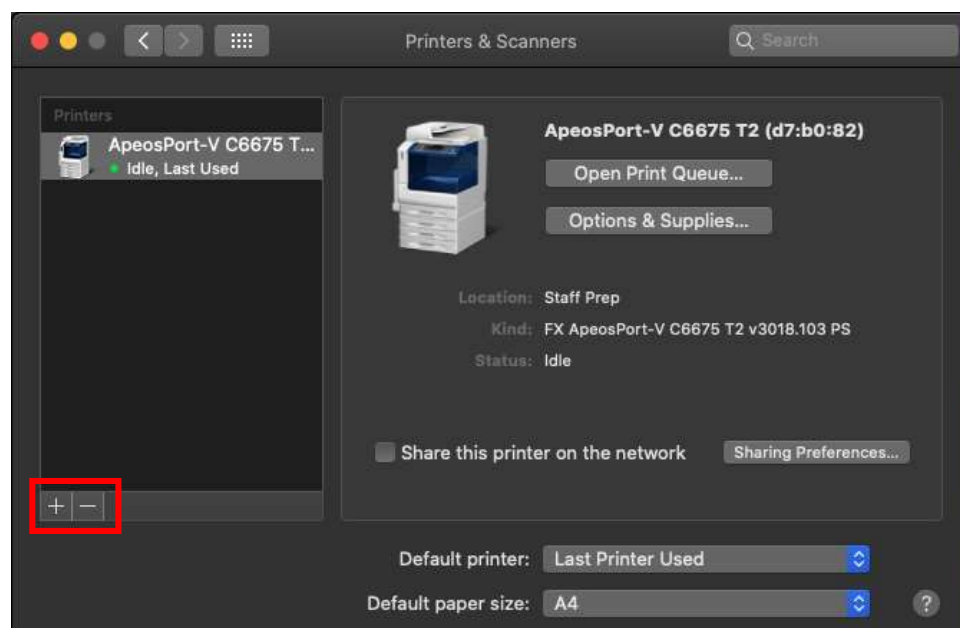 Printers & Scanners
Search
Printers
ApeosPort-V C6675 T...
Idle, Last Used
ApeosPort-V C6675 T2 (d7:b0:82)
Open Print Queue...
Options & Supplies...
Location: Staff Prep
Kind: FX ApeosPort-V C6675 T2 v3018.103 PS
Status: Idle
Share this printer on the network
Sharing Preferences...
+ −
Default printer: Last Printer Used
Default paper size: A4
?